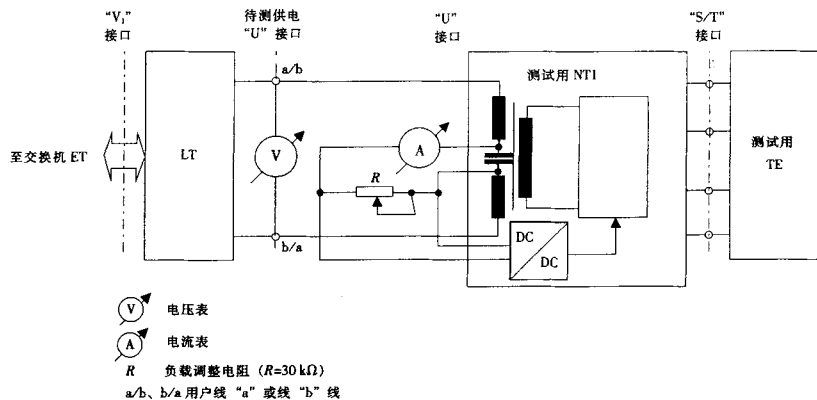 “V₁”
接口
待测供电
“U” 接口
“U”
接口
“S/T”
接口
a/b
测试用 NT1
至交换机 ET
LT
V
A
R
测试用
TE
b/a
DC
DC
V 电压表
A 电流表
R 负载调整电阻 (R=30 kΩ)
a/b、b/a 用户线 “a” 或线 “b” 线